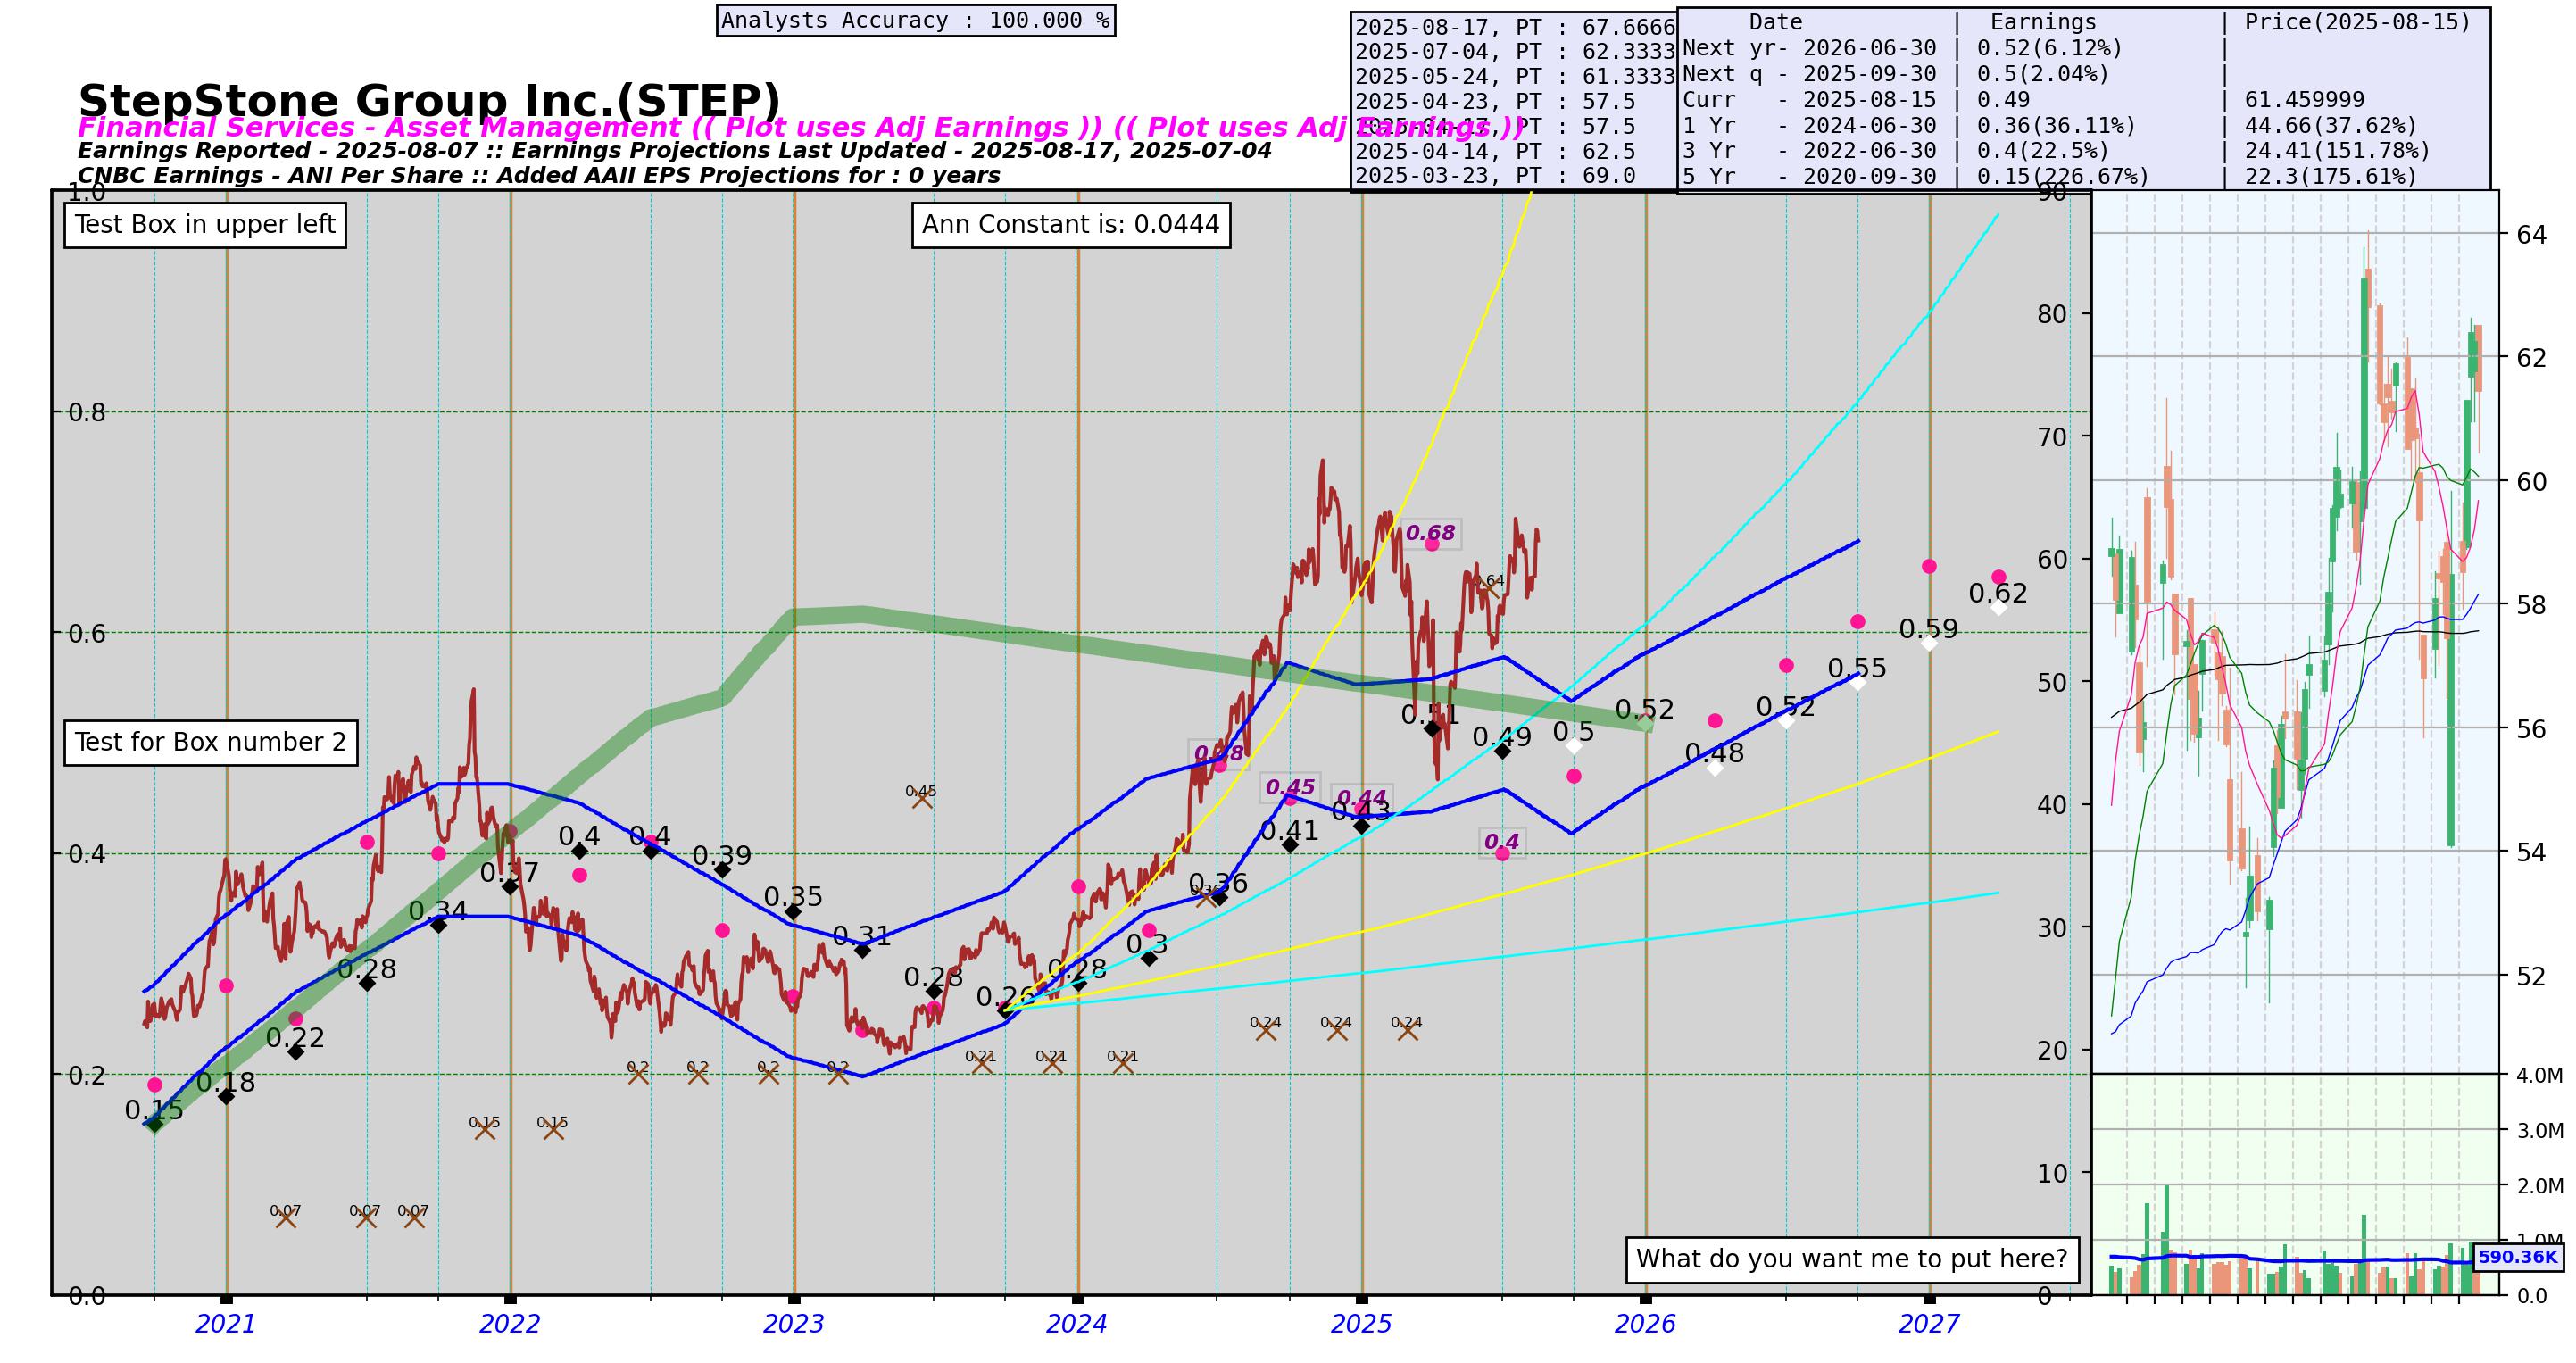 Analysts Accuracy : 100.000 %
2025-08-17, PT : 67.6666
2025-07-04, PT : 62.3333
2025-05-24, PT : 61.3333
2025-04-23, PT : 57.5
2025-04-17, PT : 57.5
2025-04-14, PT : 62.5
2025-03-23, PT : 69.0
Date | Earnings | Price(2025-08-15)
Next yr- 2026-06-30 | 0.52(6.12%) |
Next q - 2025-09-30 | 0.5(2.04%) |
Curr - 2025-08-15 | 0.49 | 61.459999
1 Yr - 2024-06-30 | 0.36(36.11%) | 44.66(37.62%)
3 Yr - 2022-06-30 | 0.4(22.5%) | 24.41(151.78%)
5 Yr - 2020-09-30 | 0.15(226.67%) | 22.3(175.61%)
StepStone Group Inc.(STEP)
Financial Services - Asset Management (( Plot uses Adj Earnings )) (( Plot uses Adj Earnings ))
Earnings Reported - 2025-08-07 :: Earnings Projections Last Updated - 2025-08-17, 2025-07-04
CNBC Earnings - ANI Per Share :: Added AAII EPS Projections for : 0 years
Test Box in upper left
Ann Constant is: 0.0444
Test for Box number 2
What do you want me to put here?
1.0
0.8
0.6
0.4
0.2
0.0
0.15
0.18
0.22
0.28
0.34
0.37
0.4
0.4
0.39
0.35
0.31
0.28
0.26
0.28
0.3
0.36
0.41
0.43
0.51
0.49
0.5
0.52
0.48
0.52
0.55
0.59
0.62
0.48
0.45
0.44
0.68
0.4
0.07
0.07
0.07
0.15
0.15
0.2
0.2
0.2
0.2
0.45
0.21
0.21
0.21
0.36
0.24
0.24
0.24
0.64
90
80
70
60
50
40
30
20
10
0
2021
2022
2023
2024
2025
2026
2027
64
62
60
58
56
54
52
4.0M
3.0M
2.0M
1.0M
590.36K
0.0